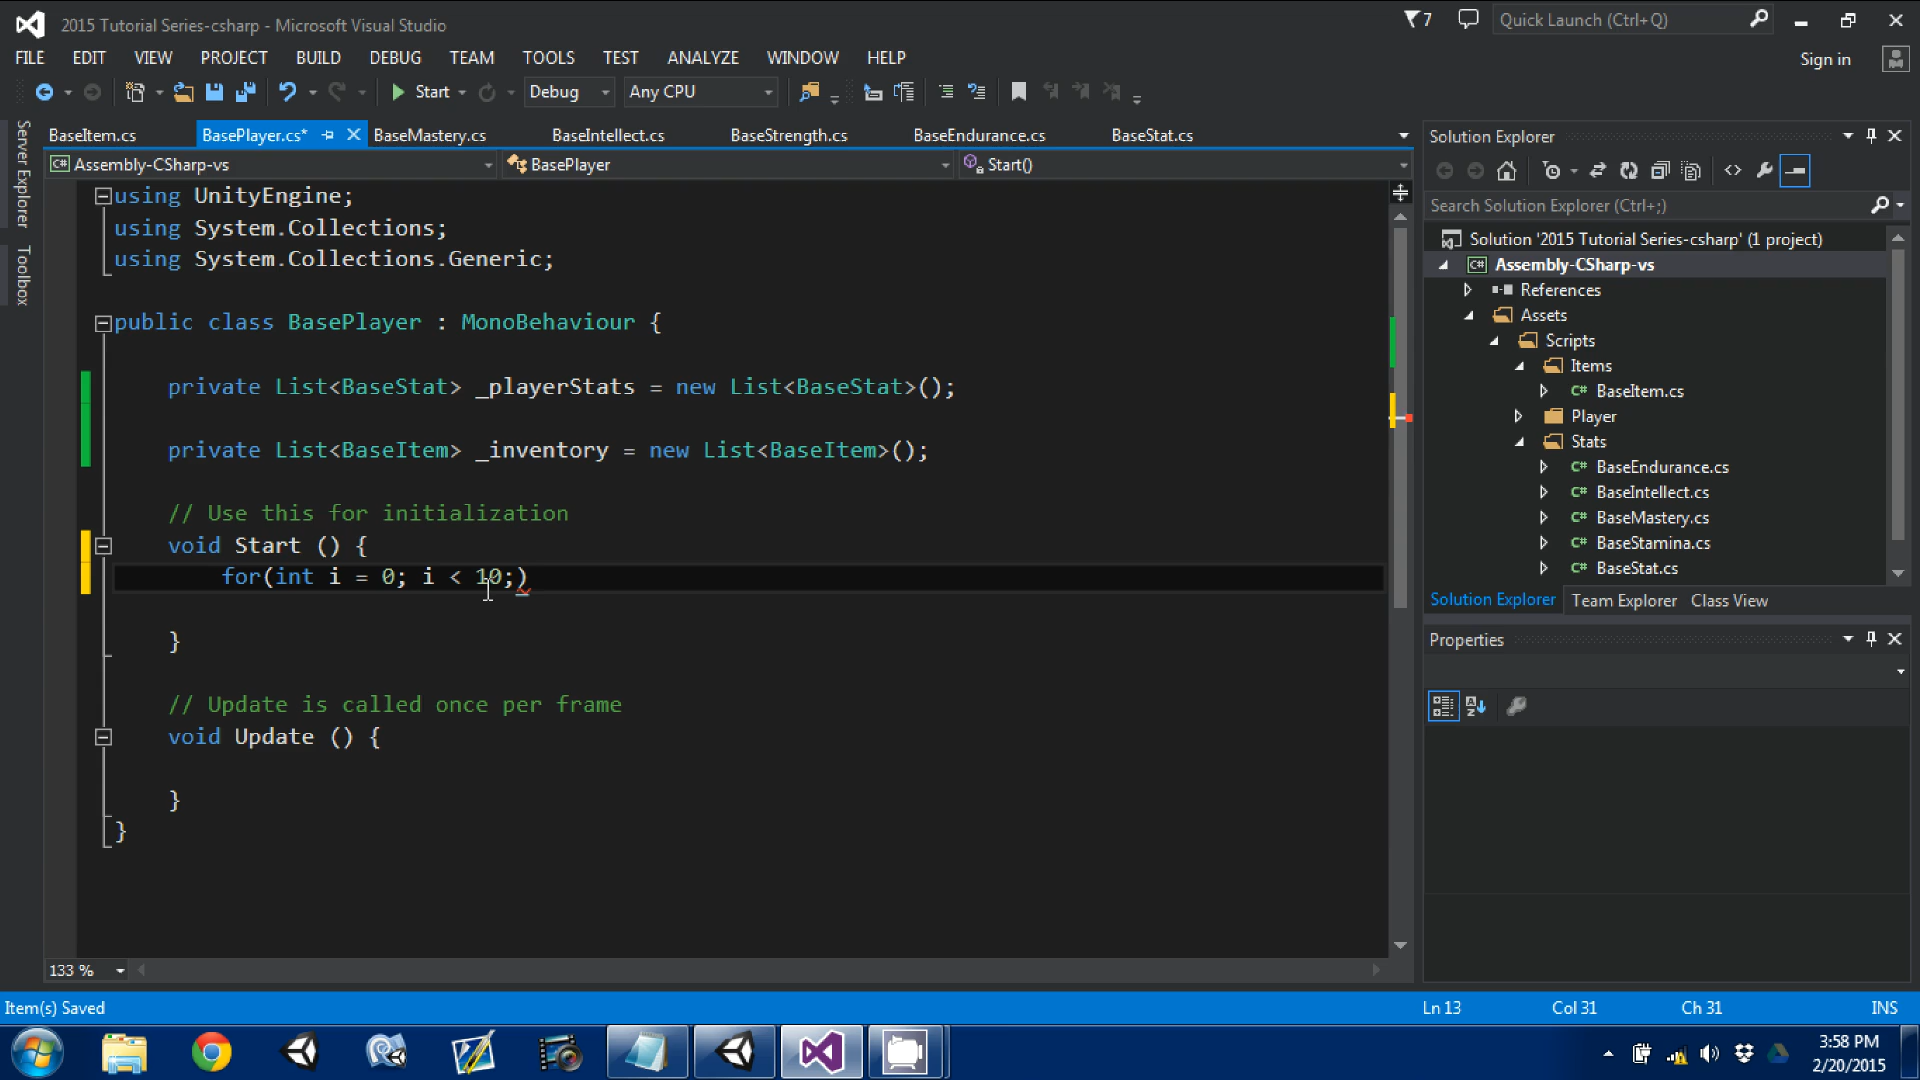 2015 Tutorial Series-csharp - Microsoft Visual Studio
7
Quick Launch (Ctrl+Q)
FILE EDIT VIEW PROJECT BUILD DEBUG TEAM TOOLS TEST ANALYZE WINDOW HELP
Sign in
Start Debug Any CPU
Server Explorer
Toolbox
BaseItem.cs BasePlayer.cs* BaseMastery.cs BaseIntellect.cs BaseStrength.cs BaseEndurance.cs BaseStat.cs
Assembly-CSharp-vs BasePlayer Start()
using UnityEngine;
using System.Collections;
using System.Collections.Generic;
public class BasePlayer : MonoBehaviour {
private List<BaseStat> _playerStats = new List<BaseStat>();
private List<BaseItem> _inventory = new List<BaseItem>();
// Use this for initialization
void Start () {
for(int i = 0; i < 10;)
}
// Update is called once per frame
void Update () {
}
}
133 %
Solution Explorer
Search Solution Explorer (Ctrl+;)
Solution '2015 Tutorial Series-csharp' (1 project)
C# Assembly-CSharp-vs
References
Assets
Scripts
Items
C# BaseItem.cs
Player
Stats
C# BaseEndurance.cs
C# BaseIntellect.cs
C# BaseMastery.cs
C# BaseStamina.cs
C# BaseStat.cs
Solution Explorer Team Explorer Class View
Properties
Item(s) Saved
Ln 13 Col 31 Ch 31 INS
3:58 PM
2/20/2015